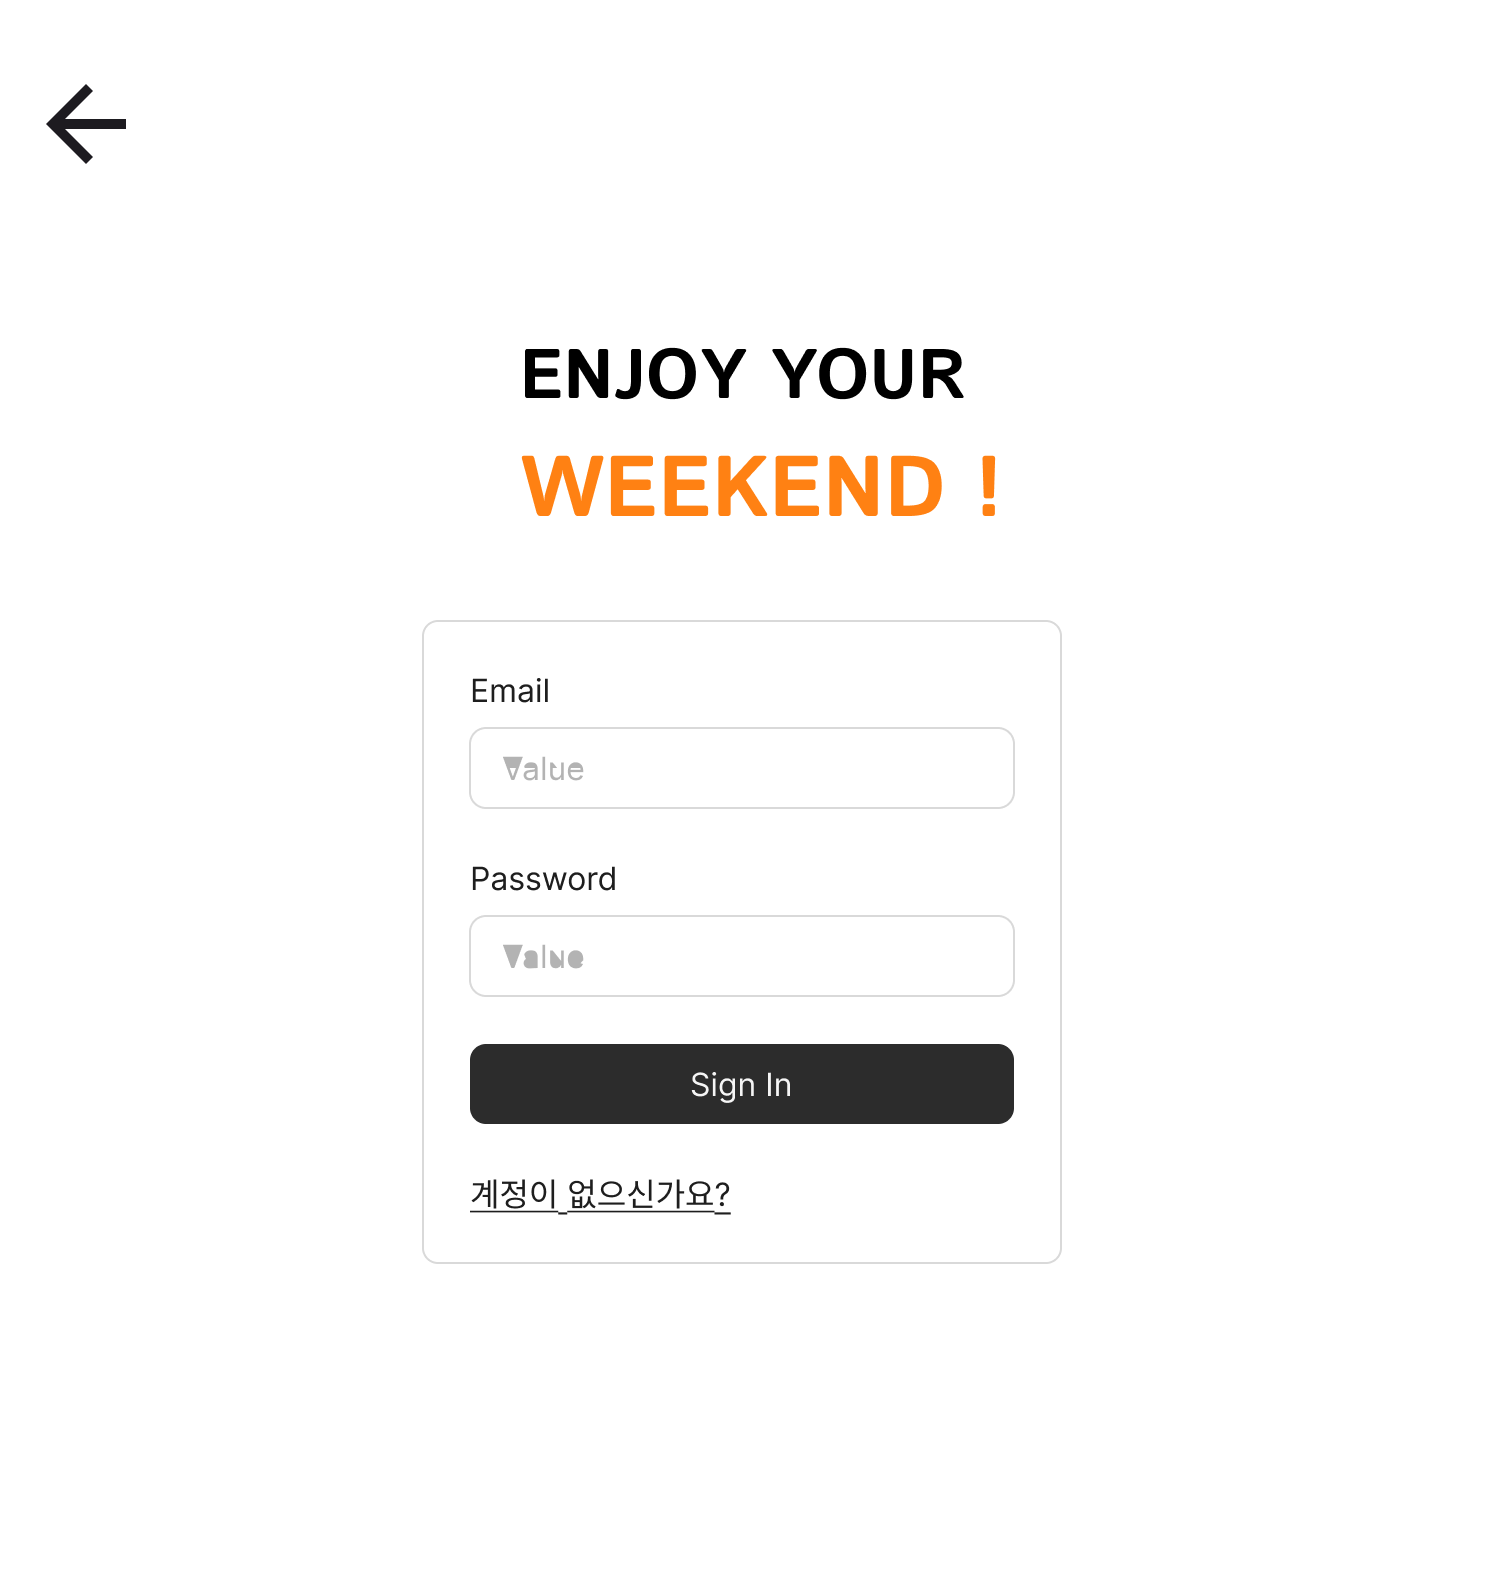 ENJOY YOUR
WEEKEND !
Email
Value
Password
Value
Sign In
계정이 없으신가요?